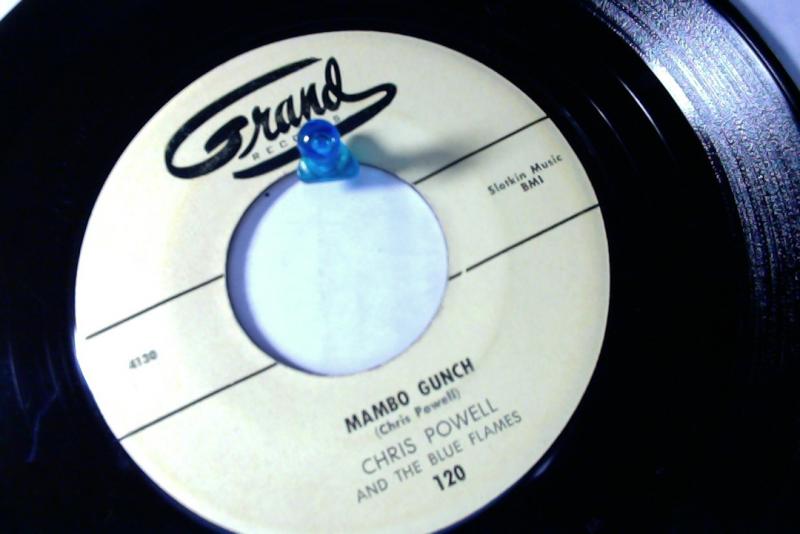 Grand
RECORDS
Slotkin Music
BMI
4130
MAMBO GUNCH
(Chris Powell)
CHRIS POWELL
AND THE BLUE FLAMES
120